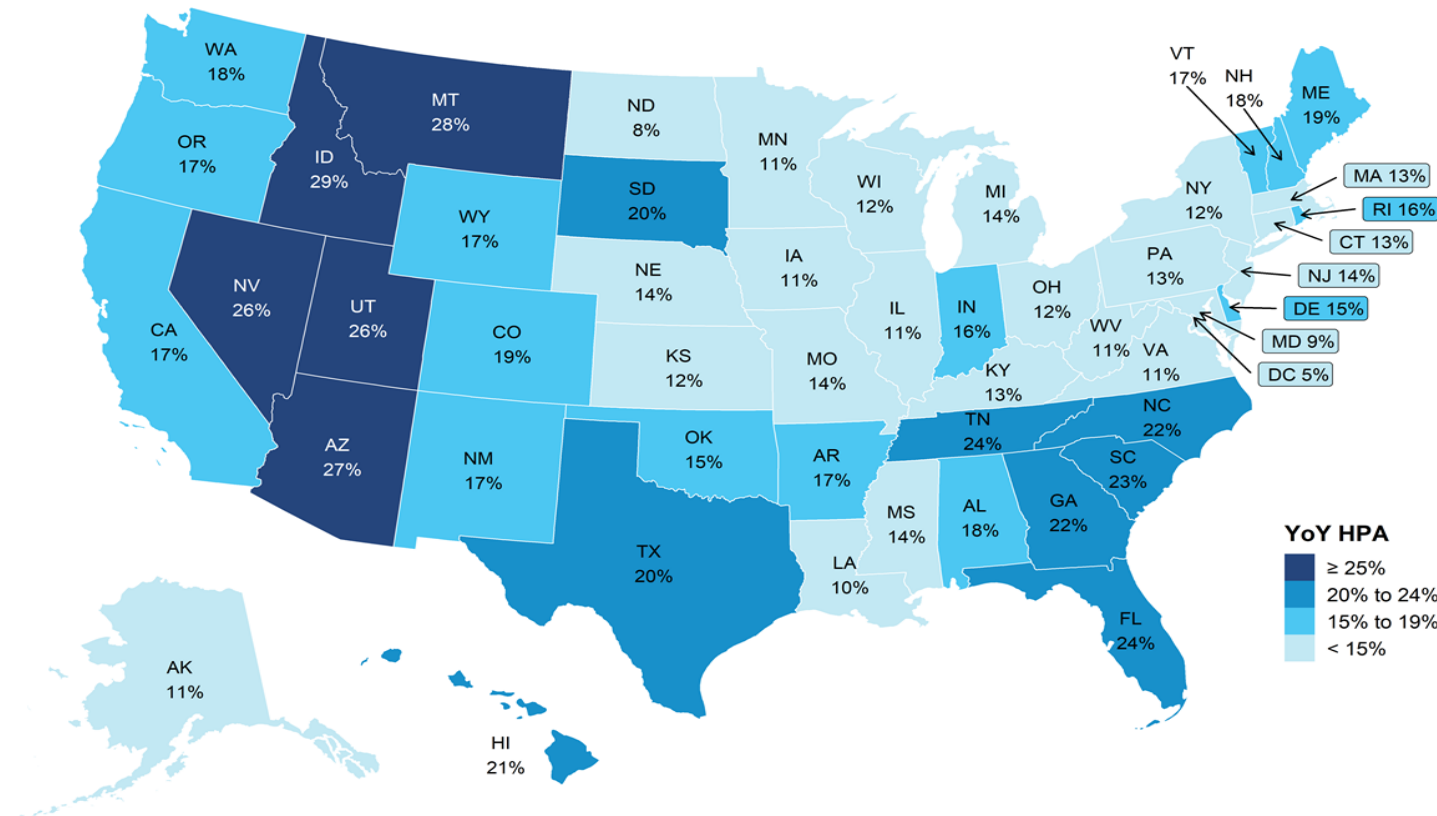 WA
18%
OR
17%
CA
17%
NV
26%
ID
29%
MT
28%
WY
17%
UT
26%
AZ
27%
CO
19%
NM
17%
ND
8%
SD
20%
NE
14%
KS
12%
OK
15%
TX
20%
MN
11%
IA
11%
MO
14%
AR
17%
LA
10%
WI
12%
IL
11%
MI
14%
IN
16%
OH
12%
KY
13%
TN
24%
MS
14%
AL
18%
GA
22%
FL
24%
SC
23%
NC
22%
VA
11%
WV
11%
PA
13%
NY
12%
VT
17%
NH
18%
ME
19%
MA 13%
RI 16%
CT 13%
NJ 14%
DE 15%
MD 9%
DC 5%
AK
11%
HI
21%
YoY HPA
≥ 25%
20% to 24%
15% to 19%
< 15%